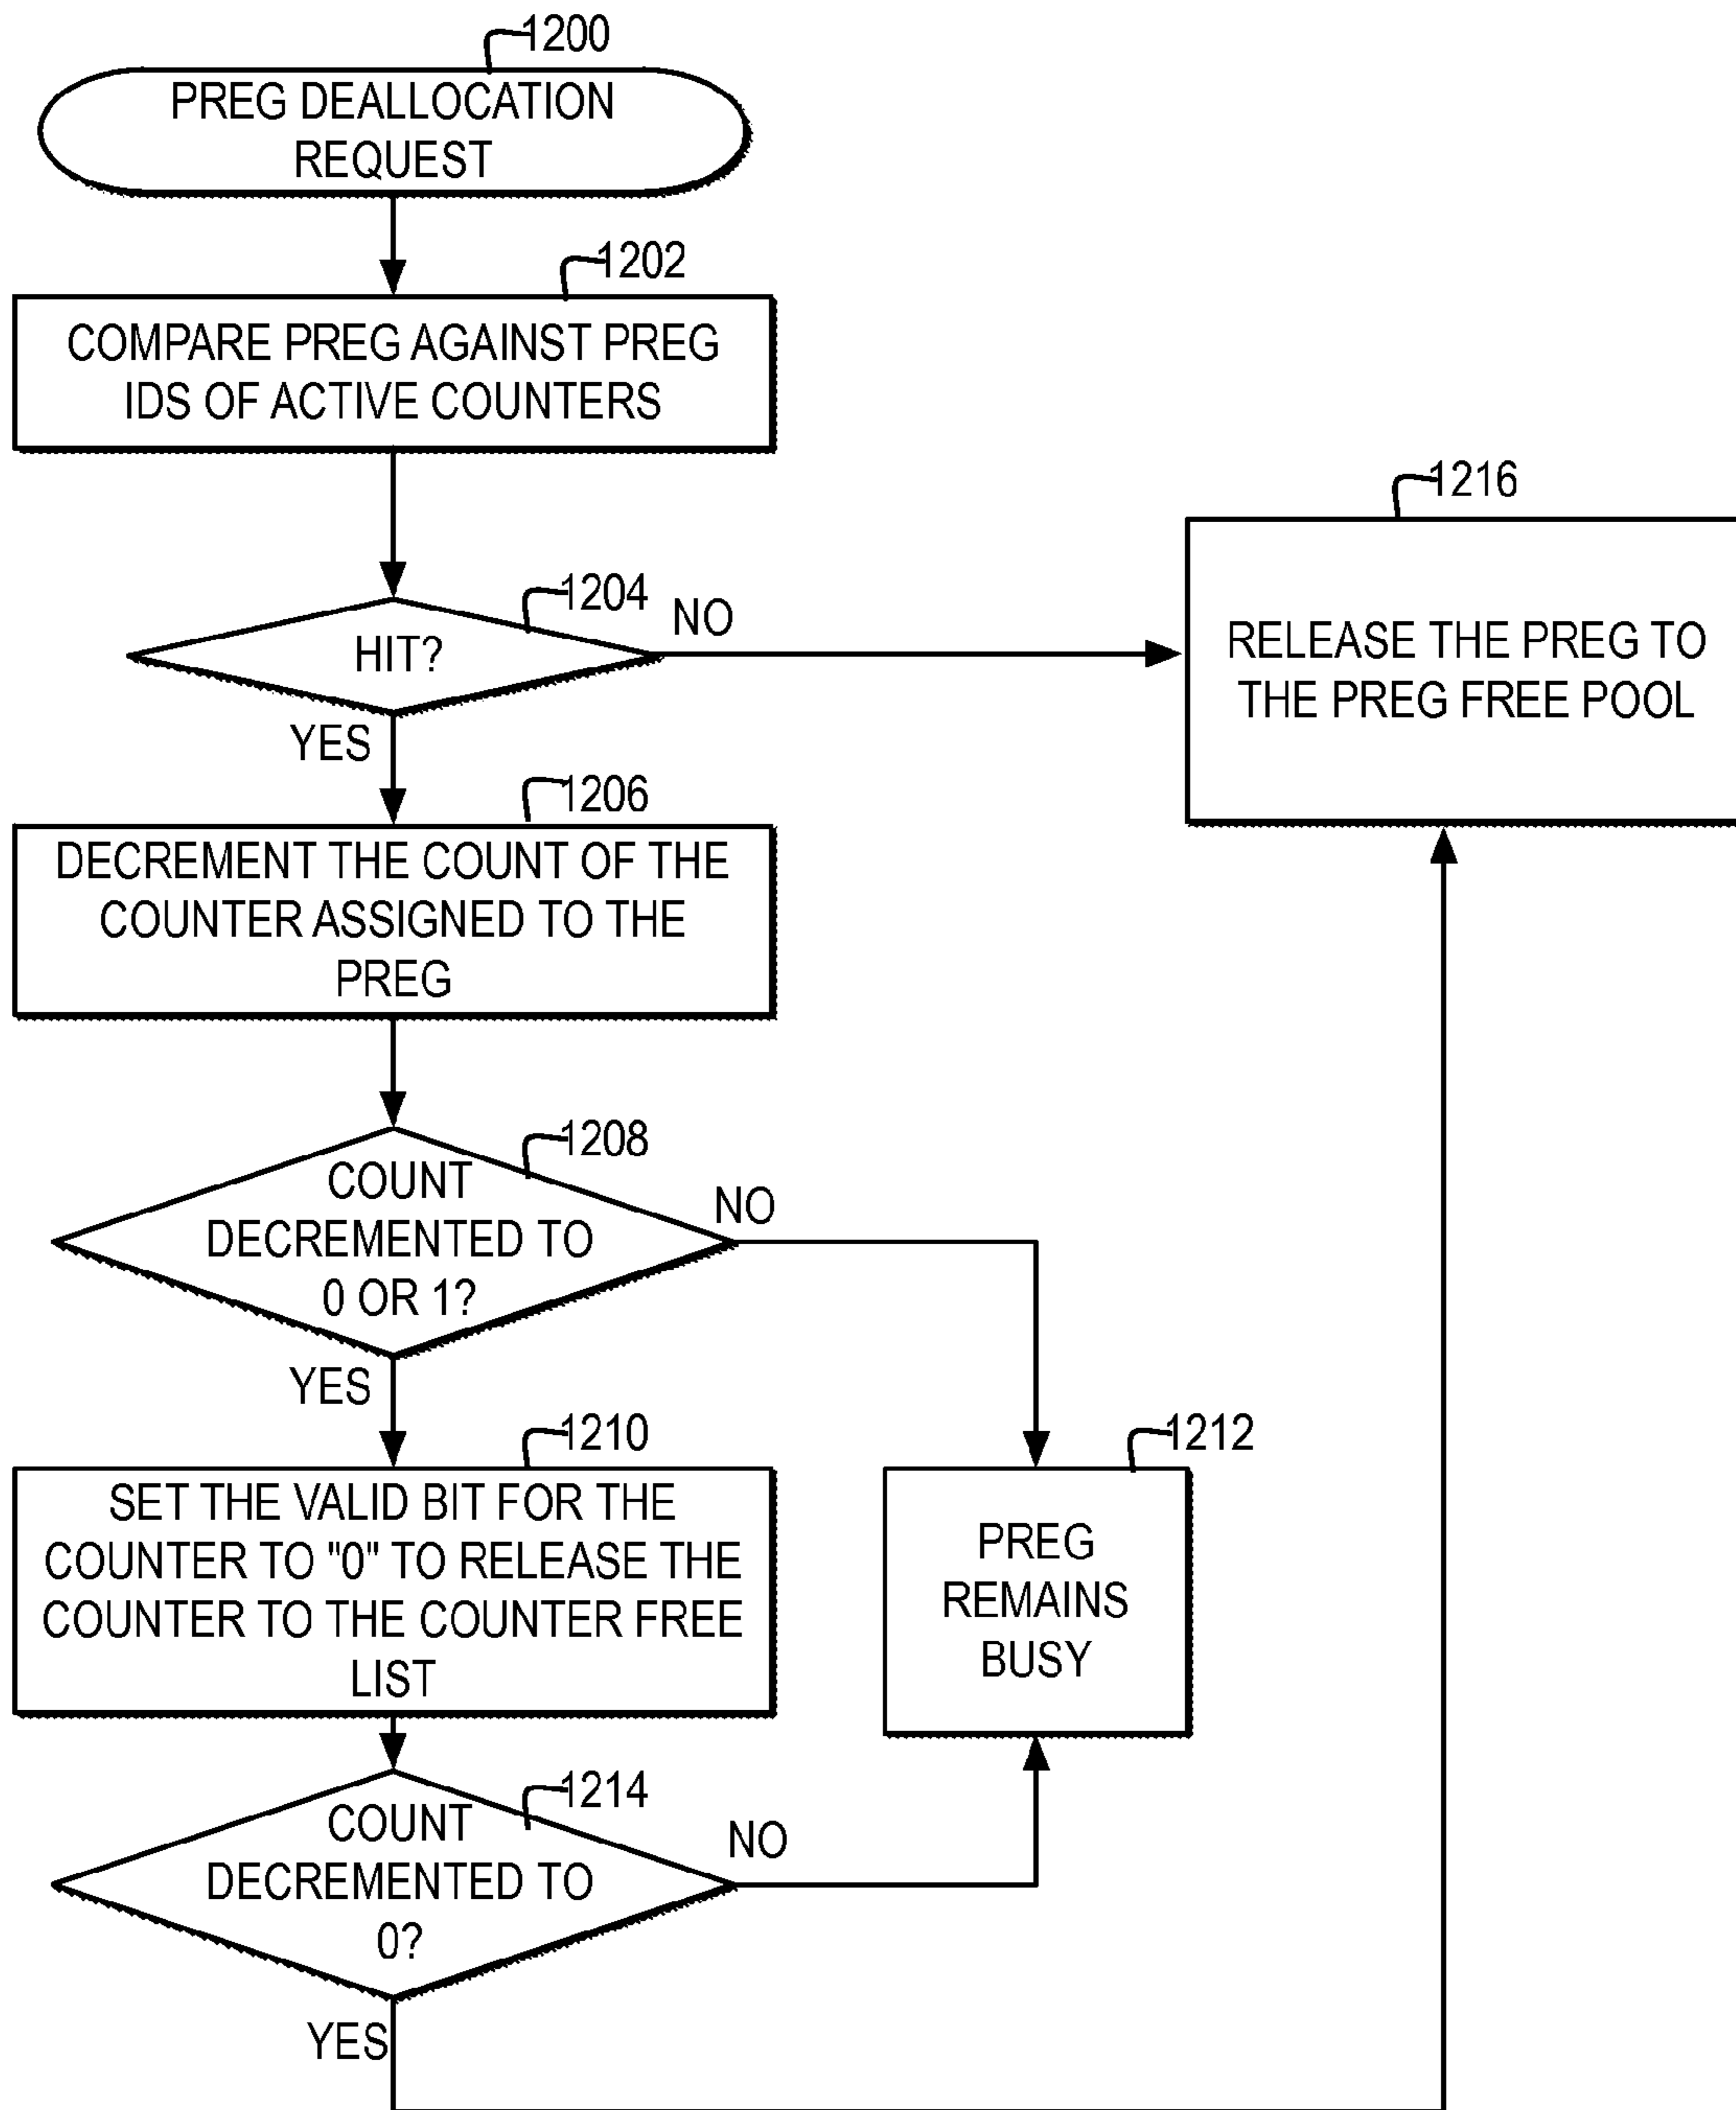 1200
PREG DEALLOCATION
REQUEST
1202
COMPARE PREG AGAINST PREG
IDS OF ACTIVE COUNTERS
1216
RELEASE THE PREG TO
THE PREG FREE POOL
1204
HIT?
NO
YES
1206
DECREMENT THE COUNT OF THE
COUNTER ASSIGNED TO THE
PREG
1208
COUNT
DECREMENTED TO
0 OR 1?
NO
YES
1210
SET THE VALID BIT FOR THE
COUNTER TO "0" TO RELEASE THE
COUNTER TO THE COUNTER FREE
LIST
1212
PREG
REMAINS
BUSY
1214
COUNT
DECREMENTED TO
0?
NO
YES